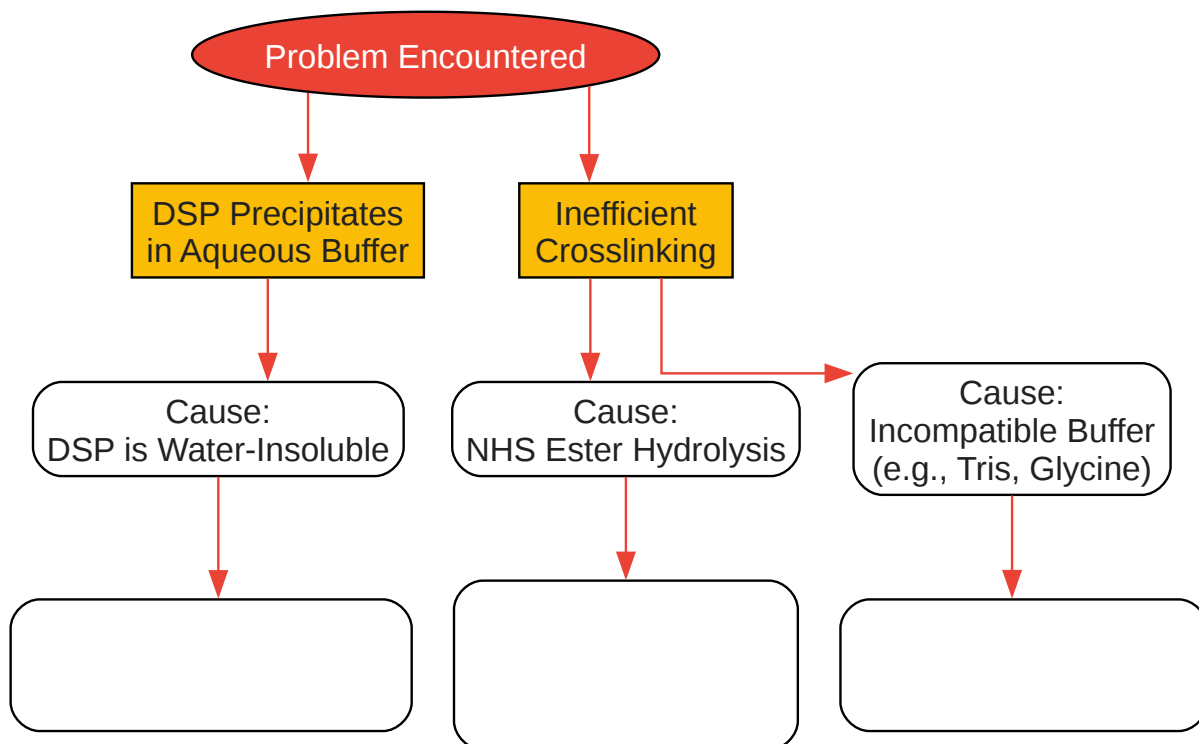 Problem Encountered
DSP Precipitates
in Aqueous Buffer
Inefficient
Crosslinking
Cause:
DSP is Water-Insoluble
Cause:
NHS Ester Hydrolysis
Cause:
Incompatible Buffer
(e.g., Tris, Glycine)